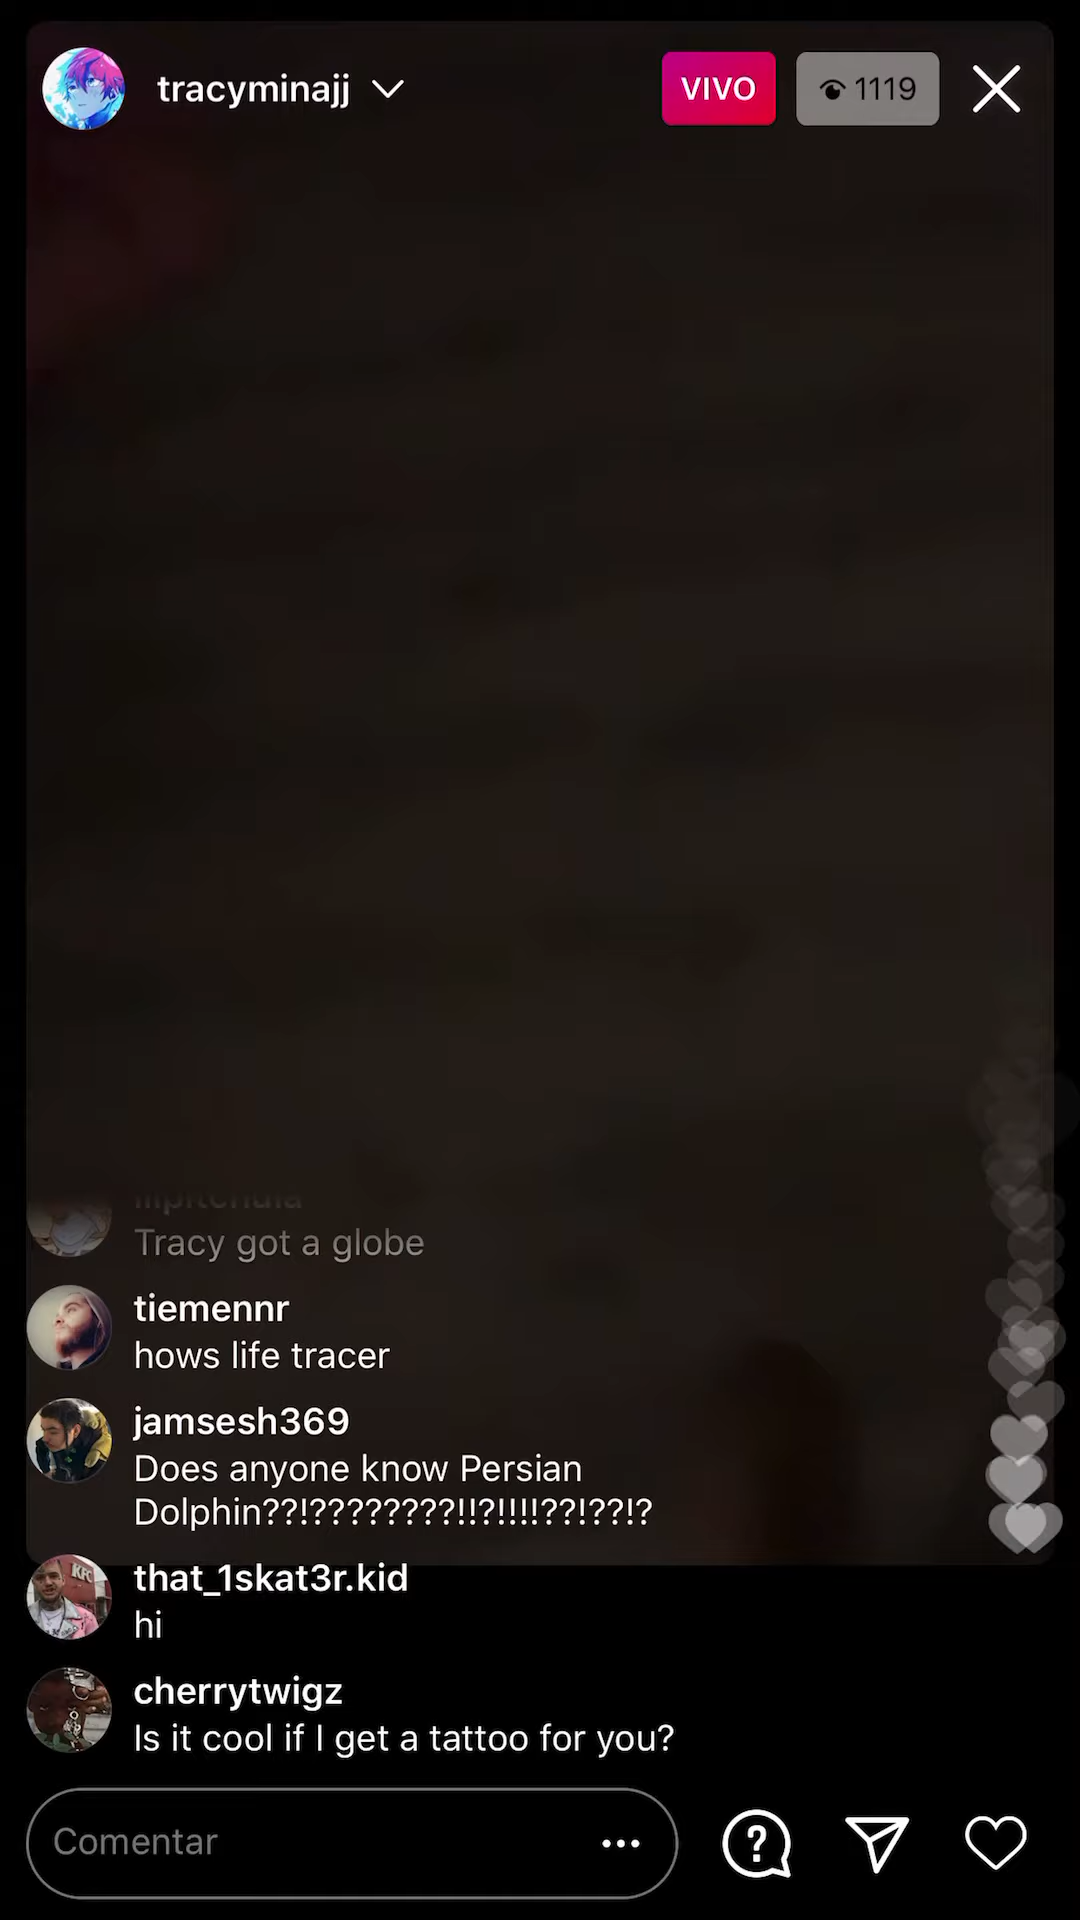 tracyminajj
VIVO
1119
Tracy got a globe
tiemennr
hows life tracer
jamsesh369
Does anyone know Persian
Dolphin??!????????!!?!!!!??!??!?
that_1skat3r.kid
hi
cherrytwigz
Is it cool if I get a tattoo for you?
Comentar